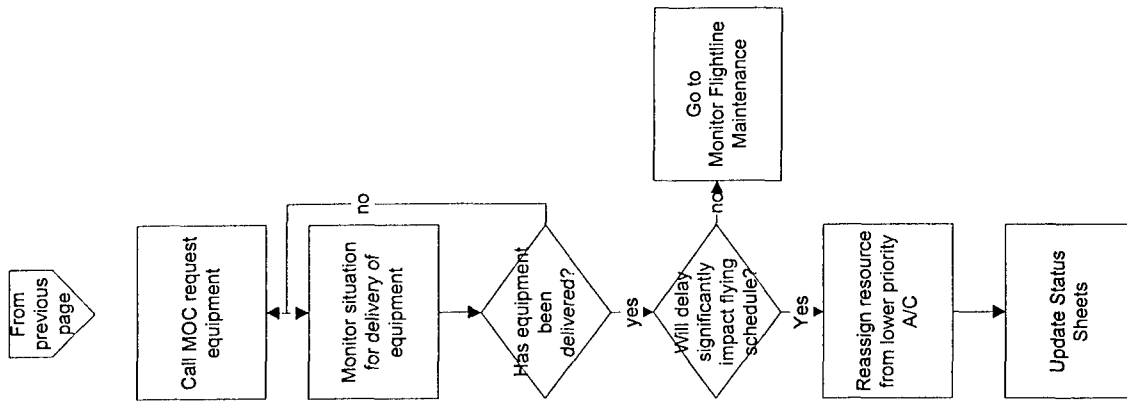 From
previous
page
Call MOC request
equipment
Monitor situation
for delivery of
equipment
no
Has equipment
been
delivered?
yes
Will delay
significantly
impact flying
schedule?
no
Go to
Monitor Flightline
Maintenance
Yes
Reassign resource
from lower priority
A/C
Update Status
Sheets